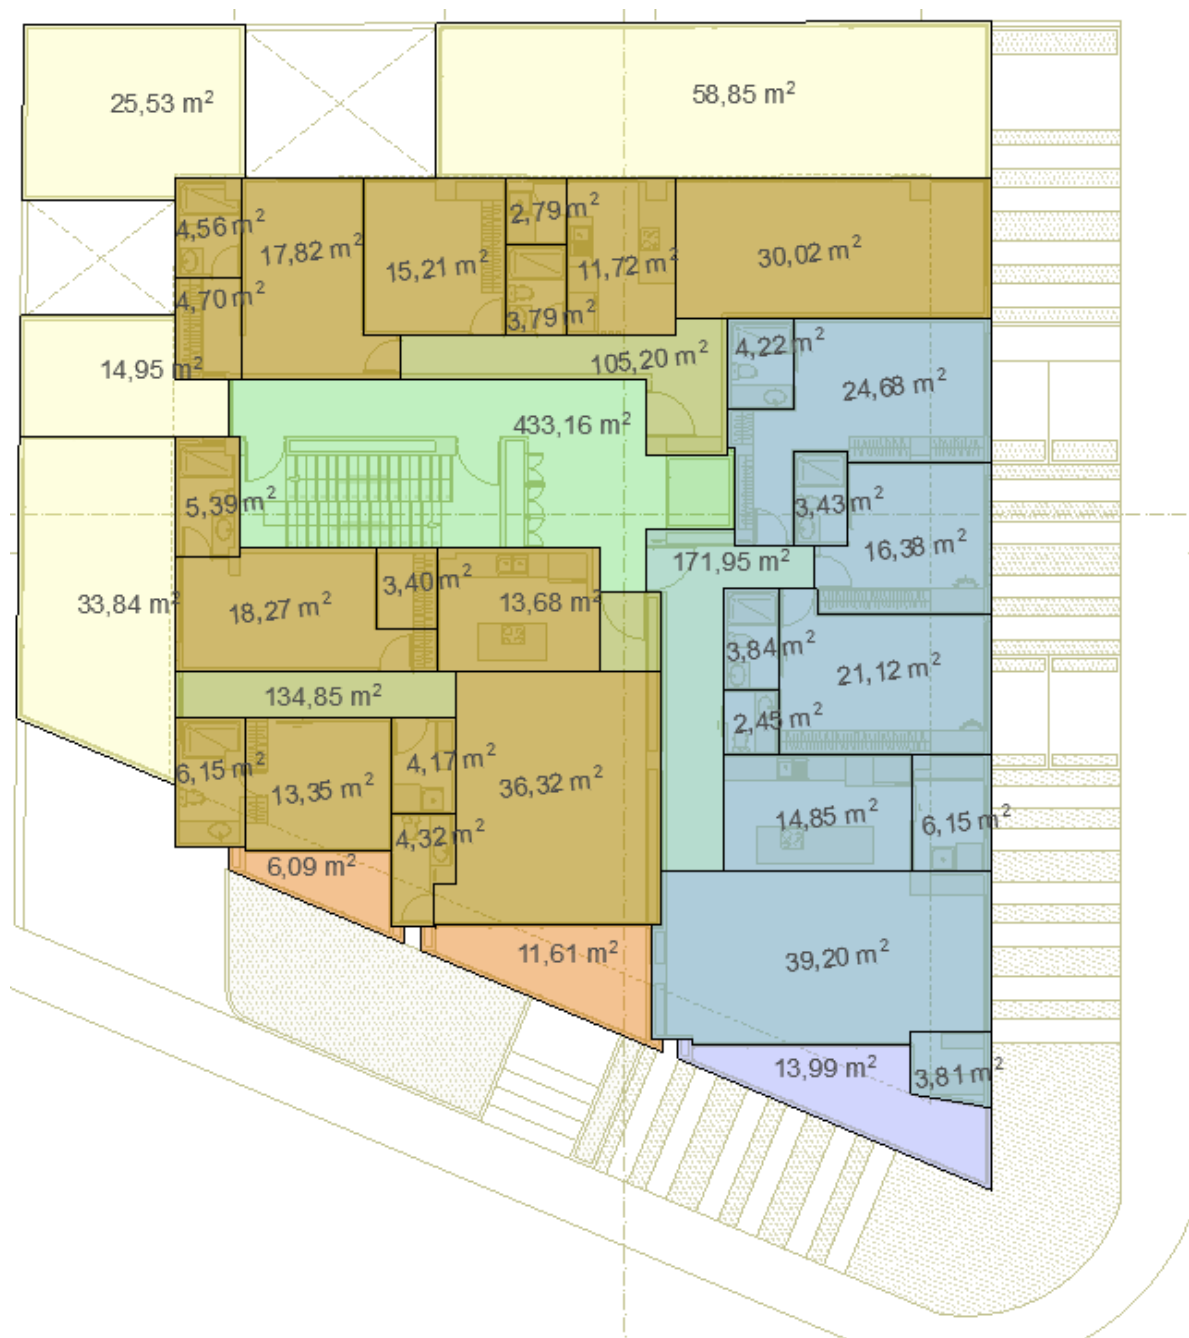 25,53 m²
58,85 m²
4,56 m²
17,82 m²
15,21 m²
2,79 m²
11,72 m²
30,02 m²
4,70 m²
3,79 m²
14,95 m²
105,20 m²
4,22 m²
24,68 m²
433,16 m²
5,39 m²
3,43 m²
16,38 m²
171,95 m²
33,84 m²
18,27 m²
3,40 m²
13,68 m²
3,84 m²
21,12 m²
134,85 m²
2,45 m²
6,15 m²
13,35 m²
4,17 m²
36,32 m²
14,85 m²
6,15 m²
4,32 m²
6,09 m²
11,61 m²
39,20 m²
13,99 m²
3,81 m²